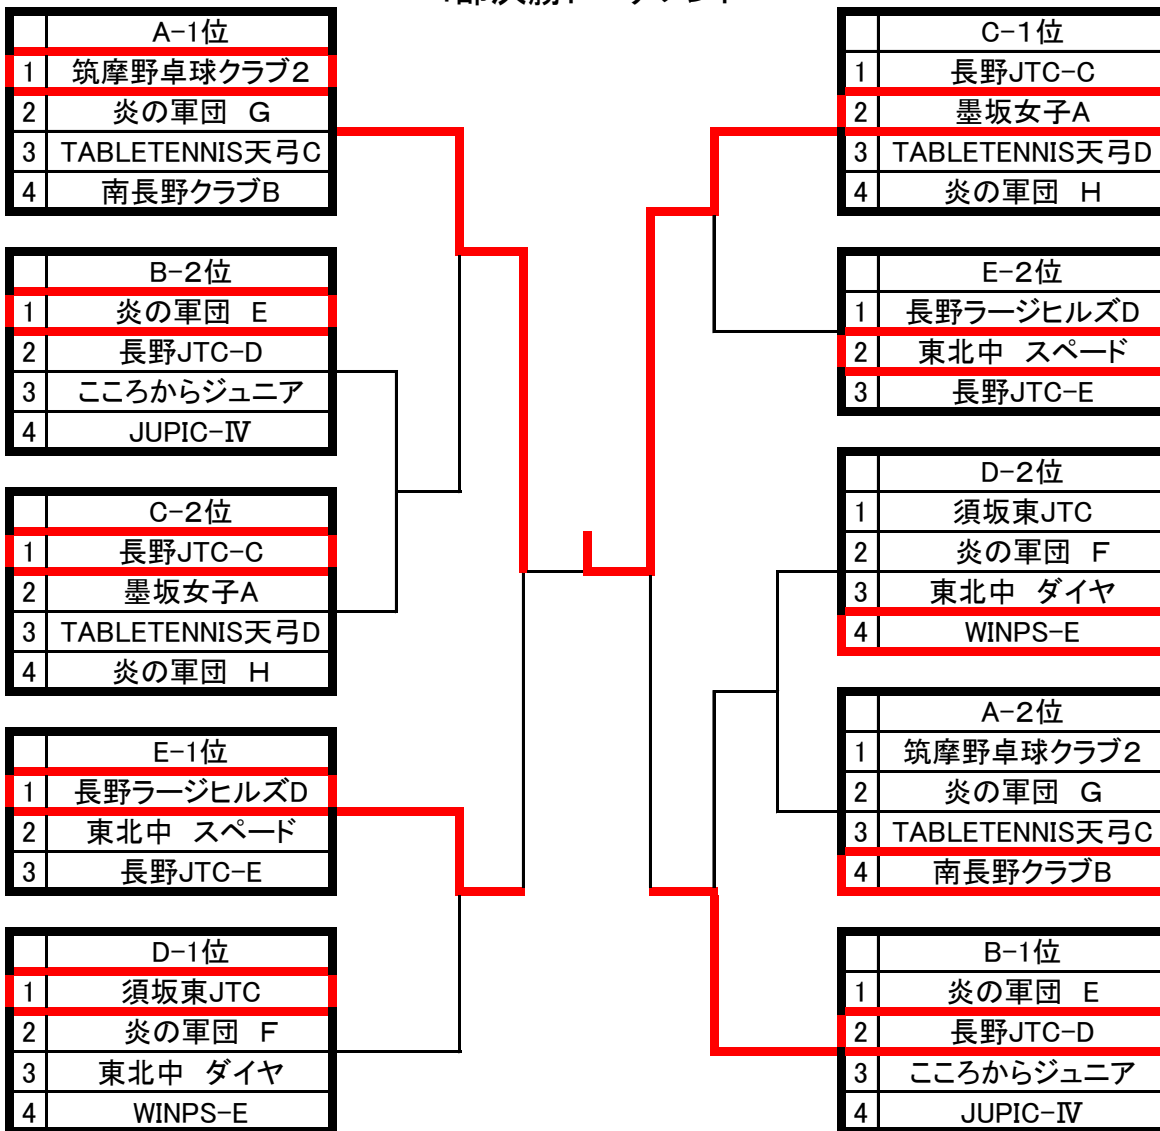 A-1位
1 筑摩野卓球クラブ2
2 炎の軍団 G
3 TABLETENNIS天弓C
4 南長野クラブB
B-2位
1 炎の軍団 E
2 長野JTC-D
3 こころからジュニア
4 JUPIC-Ⅳ
C-2位
1 長野JTC-C
2 墨坂女子A
3 TABLETENNIS天弓D
4 炎の軍団 H
E-1位
1 長野ラージヒルズD
2 東北中 スペード
3 長野JTC-E
D-1位
1 須坂東JTC
2 炎の軍団 F
3 東北中 ダイヤ
4 WINPS-E
C-1位
1 長野JTC-C
2 墨坂女子A
3 TABLETENNIS天弓D
4 炎の軍団 H
E-2位
1 長野ラージヒルズD
2 東北中 スペード
3 長野JTC-E
D-2位
1 須坂東JTC
2 炎の軍団 F
3 東北中 ダイヤ
4 WINPS-E
A-2位
1 筑摩野卓球クラブ2
2 炎の軍団 G
3 TABLETENNIS天弓C
4 南長野クラブB
B-1位
1 炎の軍団 E
2 長野JTC-D
3 こころからジュニア
4 JUPIC-Ⅳ